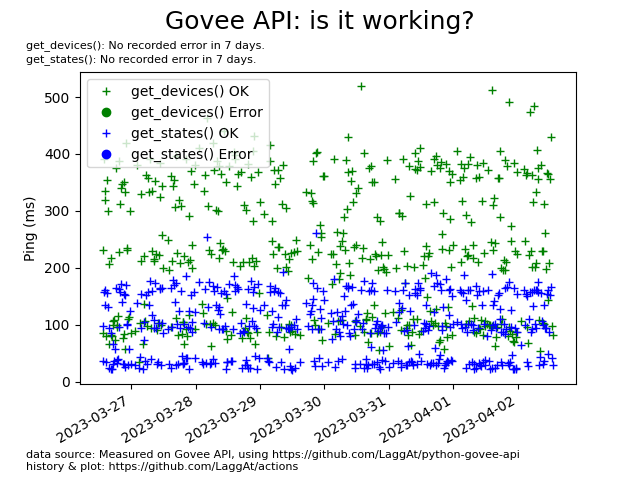 Govee API: is it working?
get_devices(): No recorded error in 7 days.
get_states(): No recorded error in 7 days.
get_devices() OK
get_devices() Error
get_states() OK
get_states() Error
Ping (ms)
500
400
300
200
100
0
2023-03-27
2023-03-28
2023-03-29
2023-03-30
2023-03-31
2023-04-01
2023-04-02
data source: Measured on Govee API, using https://github.com/LaggAt/python-govee-api
history & plot: https://github.com/LaggAt/actions